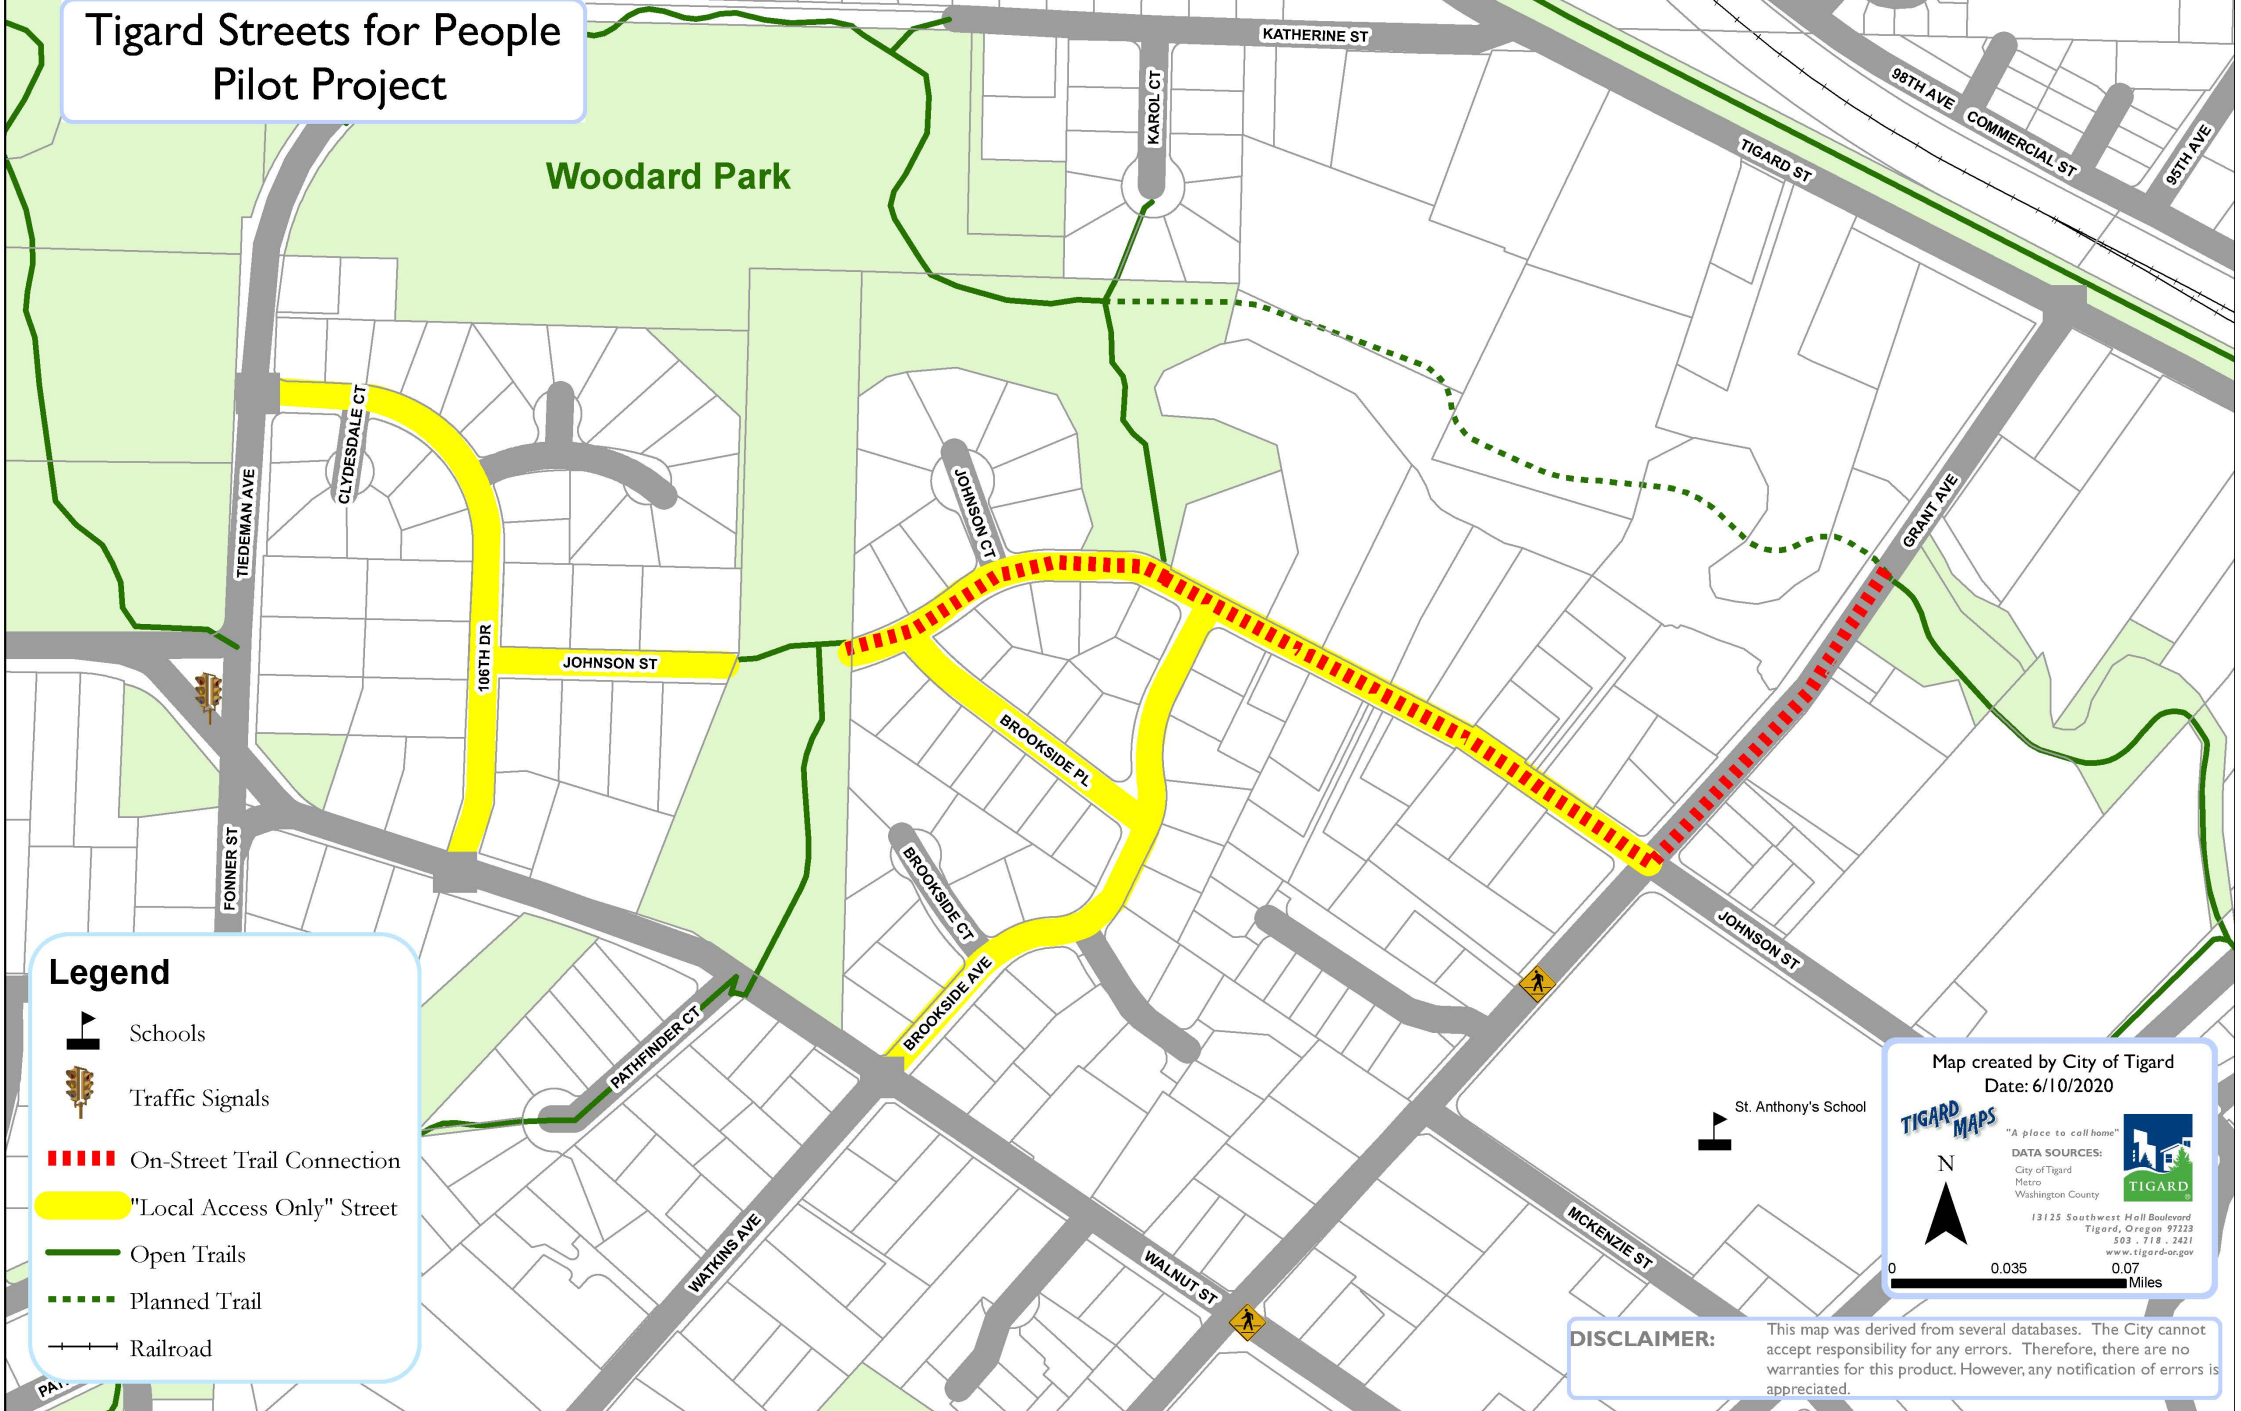 Tigard Streets for People
Pilot Project
KATHERINE ST
KAROL CT
98TH AVE
COMMERCIAL ST
95TH AVE
TIGARD ST
Woodard Park
CLYDESDALE CT
TIEDEMAN AVE
JOHNSON CT
GRANT AVE
106TH DR
JOHNSON ST
BROOKSIDE PL
FONNER ST
BROOKSIDE CT
JOHNSON ST
BROOKSIDE AVE
PATHFINDER CT
WATKINS AVE
WALNUT ST
MCKENZIE ST
St. Anthony's School
Legend
Schools
Traffic Signals
On-Street Trail Connection
"Local Access Only" Street
Open Trails
Planned Trail
Railroad
Map created by City of Tigard
Date: 6/10/2020
TIGARD
MAPS
"A place to call home"
DATA SOURCES:
City of Tigard
Metro
Washington County
TIGARD
N
13125 Southwest Hall Boulevard
Tigard, Oregon 97223
503 . 718 . 2421
www.tigard-or.gov
0 0.035 0.07
Miles
DISCLAIMER:
This map was derived from several databases. The City cannot
accept responsibility for any errors. Therefore, there are no
warranties for this product. However, any notification of errors is
appreciated.